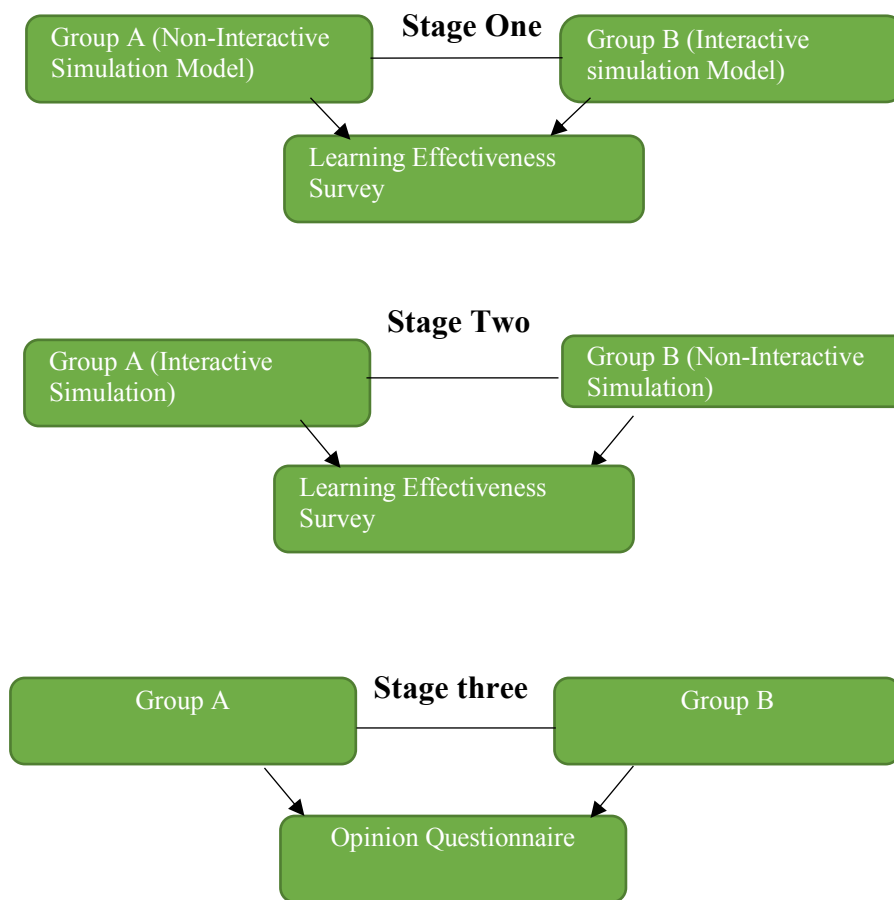 Stage One
Group A (Non-Interactive
Simulation Model)
Group B (Interactive
simulation Model)
Learning Effectiveness
Survey
Stage Two
Group A (Interactive
Simulation)
Group B (Non-Interactive
Simulation)
Learning Effectiveness
Survey
Stage three
Group A
Group B
Opinion Questionnaire